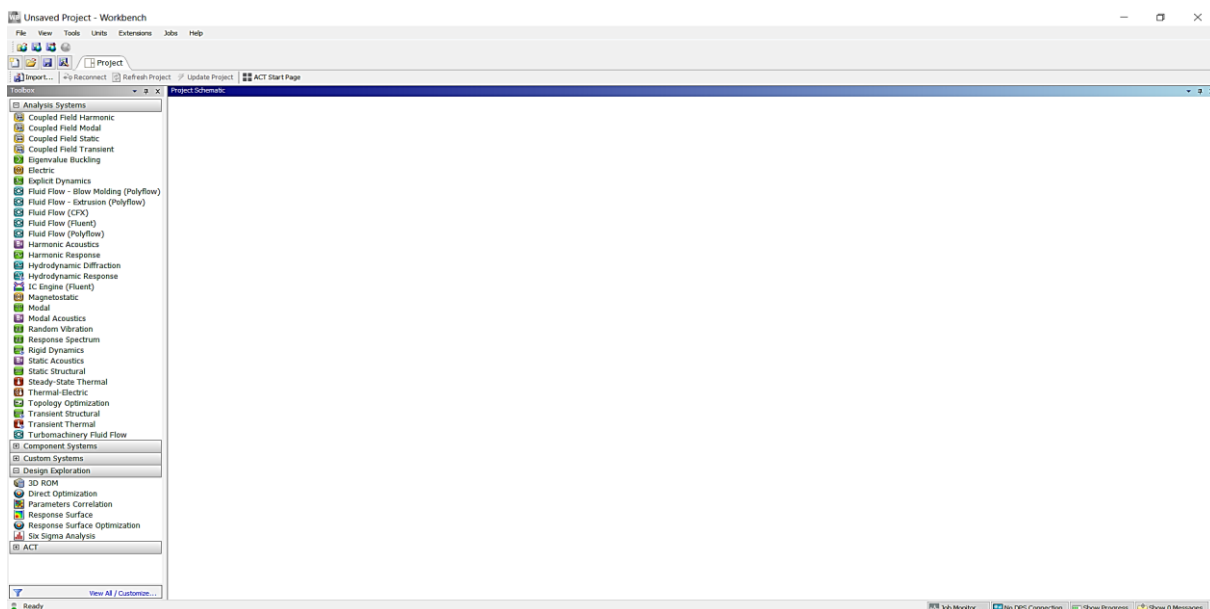 Unsaved Project - Workbench
File View Tools Units Extensions Jobs Help
Project
Import... Reconnect Refresh Project Update Project ACT Start Page
Toolbox
Project Schematic
Analysis Systems
Coupled Field Harmonic
Coupled Field Modal
Coupled Field Static
Coupled Field Transient
Eigenvalue Buckling
Electric
Explicit Dynamics
Fluid Flow - Blow Molding (Polyflow)
Fluid Flow - Extrusion (Polyflow)
Fluid Flow (CFX)
Fluid Flow (Fluent)
Fluid Flow (Polyflow)
Harmonic Acoustics
Harmonic Response
Hydrodynamic Diffraction
Hydrodynamic Response
IC Engine (Fluent)
Magnetostatic
Modal
Modal Acoustics
Random Vibration
Response Spectrum
Rigid Dynamics
Static Acoustics
Static Structural
Steady-State Thermal
Thermal-Electric
Topology Optimization
Transient Structural
Transient Thermal
Turbomachinery Fluid Flow
Component Systems
Custom Systems
Design Exploration
3D ROM
Direct Optimization
Parameters Correlation
Response Surface
Response Surface Optimization
Six Sigma Analysis
ACT
View All / Customize...
Ready
Job Monitor... No DPS Connection Show Progress Show 0 Messages